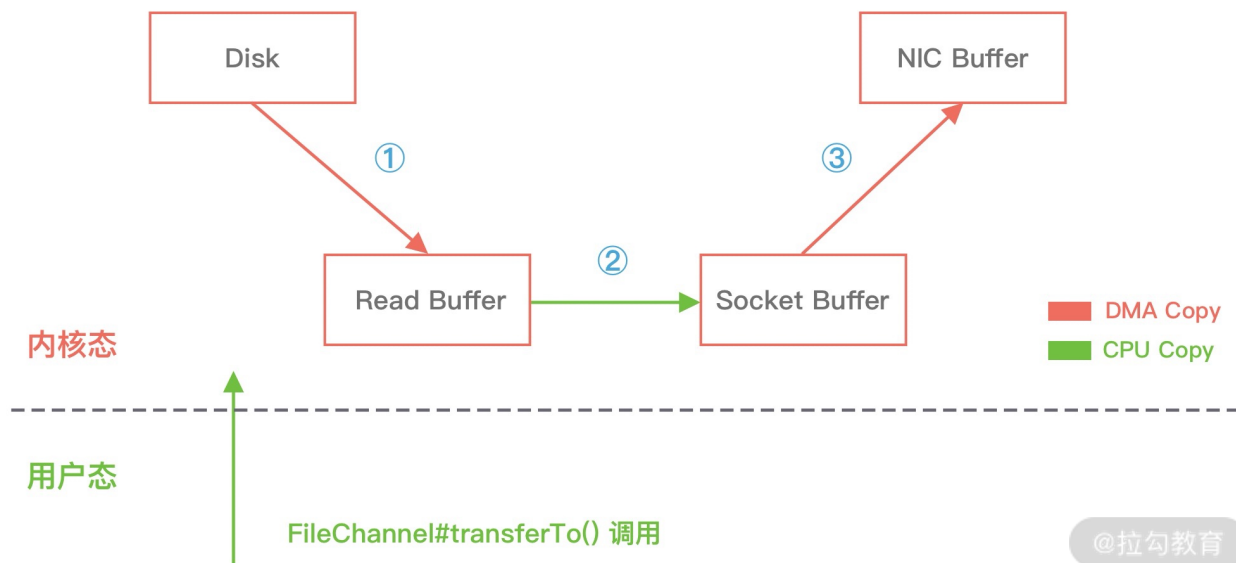 Disk
NIC Buffer
①
③
②
Read Buffer
Socket Buffer
DMA Copy
内核态
CPU Copy
用户态
FileChannel#transferTo() 调用
@拉勾教育